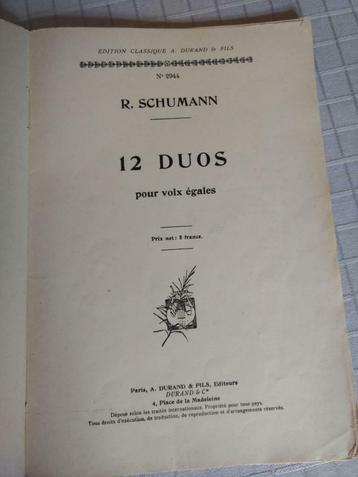 EDITION CLASSIQUE A. DURAND & FILS
N° 2944
R. SCHUMANN
12 DUOS
pour voix égales
Prix net: 8 francs.
Paris, A. DURAND & FILS, Editeurs
DURAND & Cie
4, Place de la Madeleine
Déposé selon les traités internationaux. Propriété pour tous pays.
Tous droits d'exécution, de traduction, de reproduction et d'arrangements réservés.